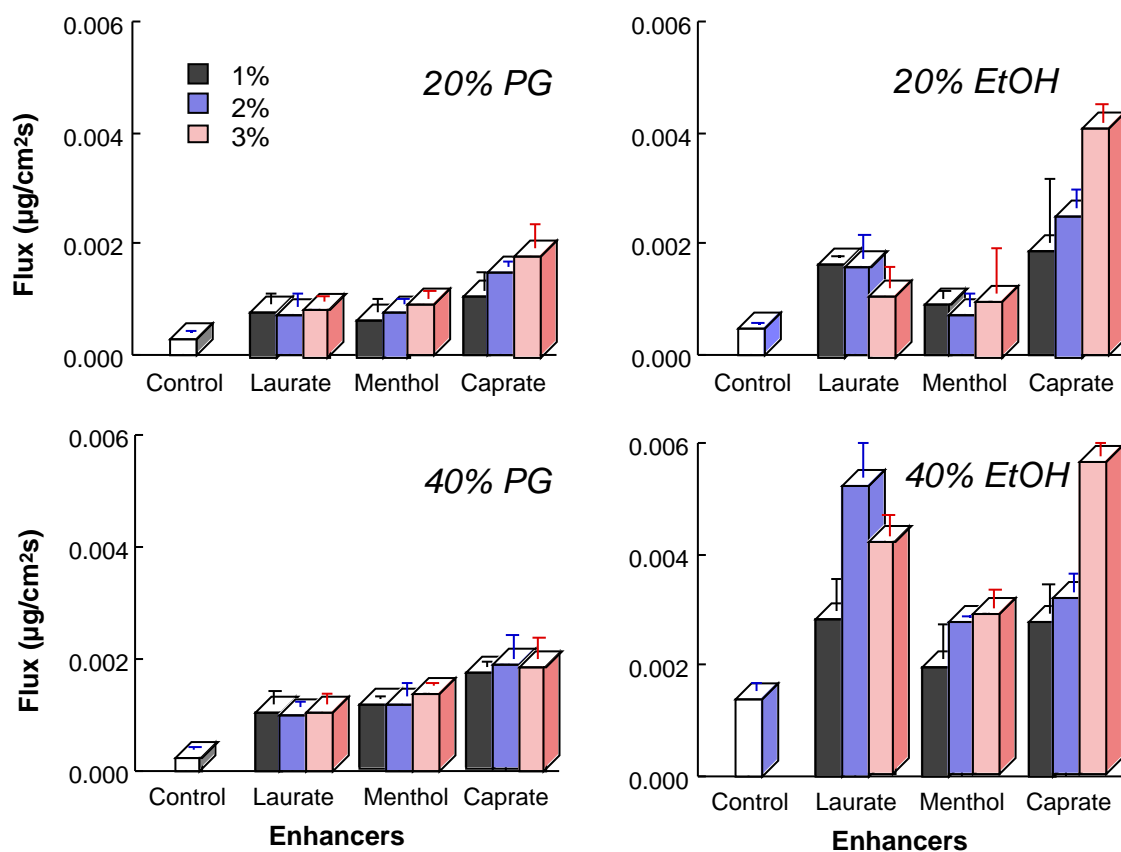 0.006
0.004
0.002
0.000
Flux (µg/cm²s)
1%
2%
3%
20% PG
Control Laurate Menthol Caprate
0.006
0.004
0.002
0.000
20% EtOH
Control Laurate Menthol Caprate
0.006
0.004
0.002
0.000
Flux (µg/cm²s)
40% PG
Control Laurate Menthol Caprate
Enhancers
0.006
0.004
0.002
0.000
40% EtOH
Control Laurate Menthol Caprate
Enhancers